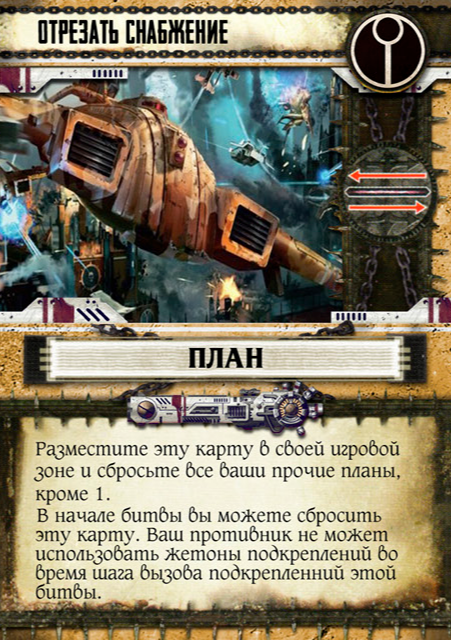 ОТРЕЗАТЬ СНАБЖЕНИЕ
ПЛАН
Разместите эту карту в своей игровой
зоне и сбросьте все ваши прочие планы,
кроме 1.
В начале битвы вы можете сбросить
эту карту. Ваш противник не может
использовать жетоны подкреплений во
время шага вызова подкрепленний этой
битвы.